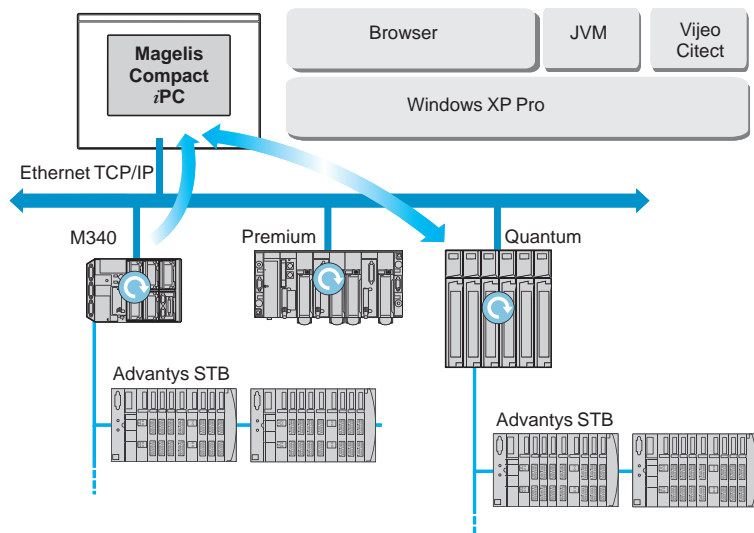 Magelis
Compact
iPC
Browser
JVM
Vijeo
Citect
Windows XP Pro
Ethernet TCP/IP
M340
Premium
Quantum
Advantys STB
Advantys STB